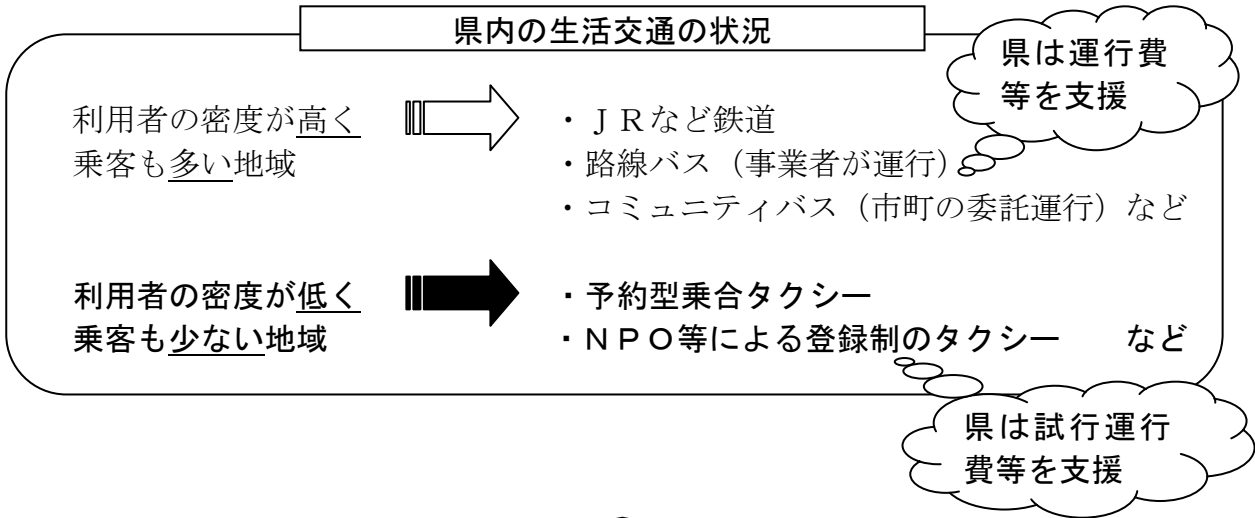 県内の生活交通の状況
県は運行費
等を支援
利用者の密度が高く
乗客も多い地域
・ＪＲなど鉄道
・路線バス（事業者が運行）
・コミュニティバス（市町の委託運行）など
利用者の密度が低く
乗客も少ない地域
・予約型乗合タクシー
・ＮＰＯ等による登録制のタクシー　　など
県は試行運行
費等を支援